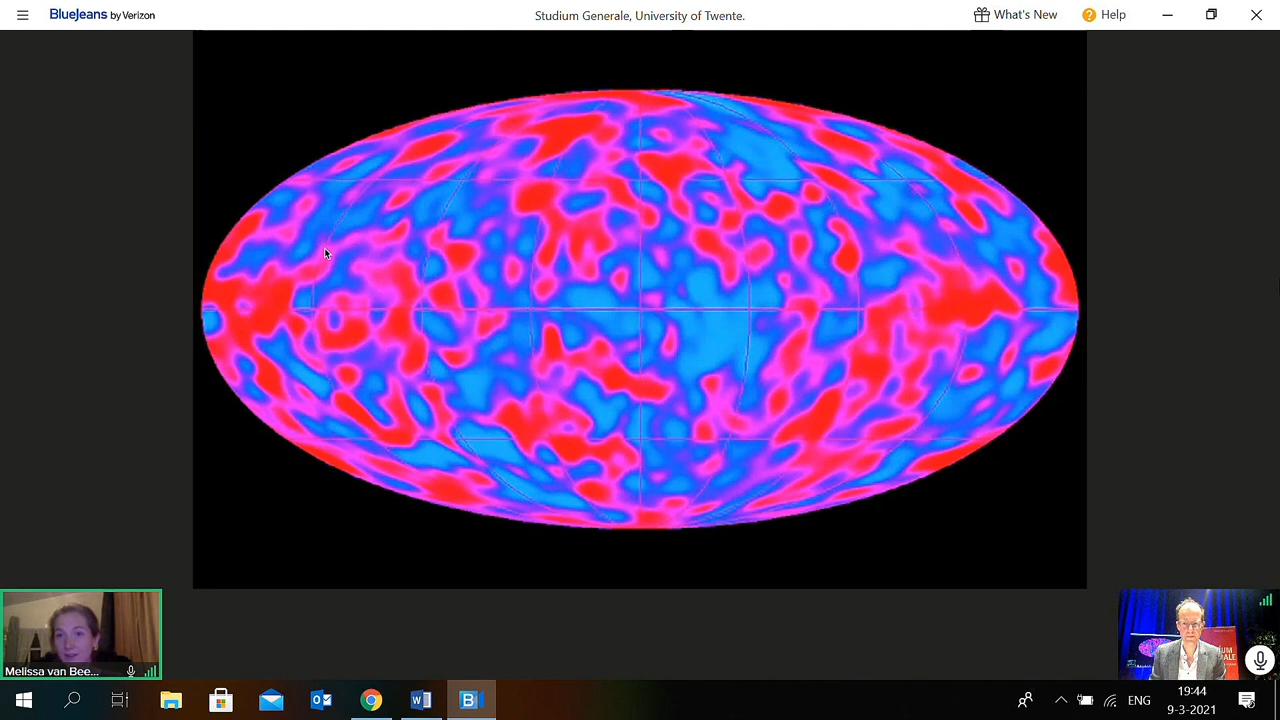 BlueJeans by Verizon
Studium Generale, University of Twente.
What's New
? Help
Melissa van Bee...
ENG
19:44
9-3-2021